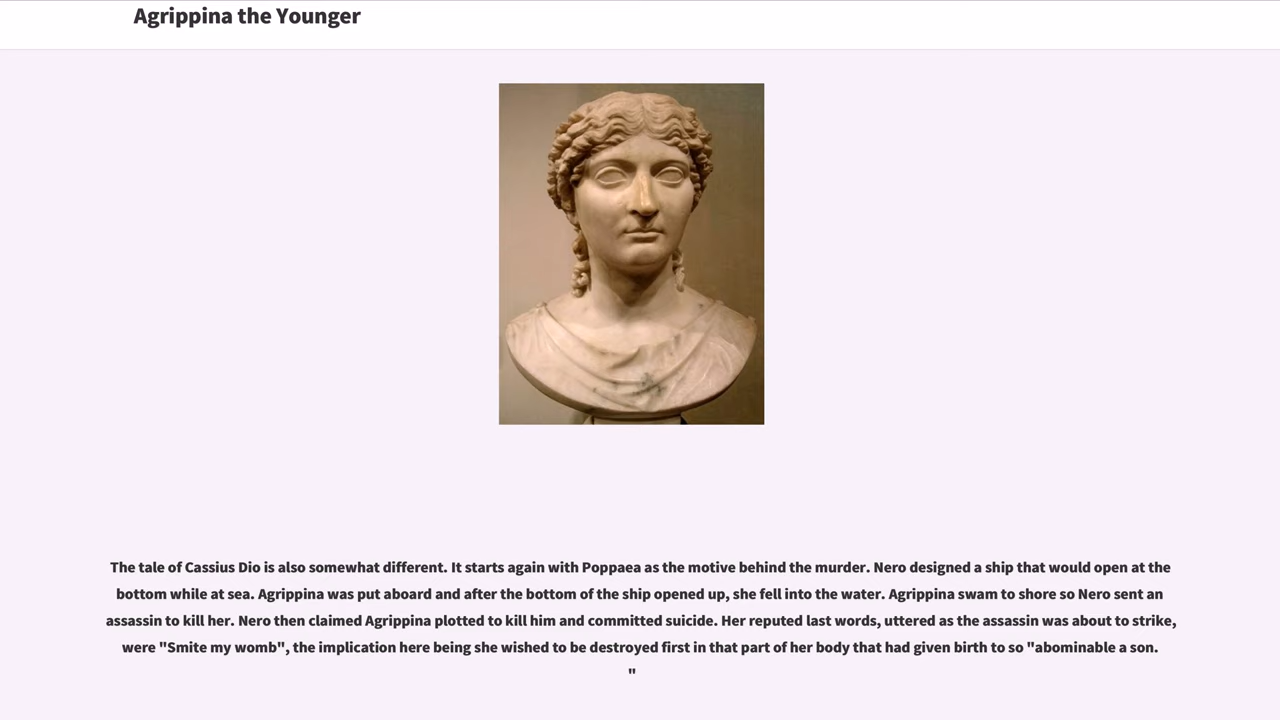 Agrippina the Younger
The tale of Cassius Dio is also somewhat different. It starts again with Poppaea as the motive behind the murder. Nero designed a ship that would open at the
bottom while at sea. Agrippina was put aboard and after the bottom of the ship opened up, she fell into the water. Agrippina swam to shore so Nero sent an
assassin to kill her. Nero then claimed Agrippina plotted to kill him and committed suicide. Her reputed last words, uttered as the assassin was about to strike,
were "Smite my womb", the implication here being she wished to be destroyed first in that part of her body that had given birth to so "abominable a son.
"